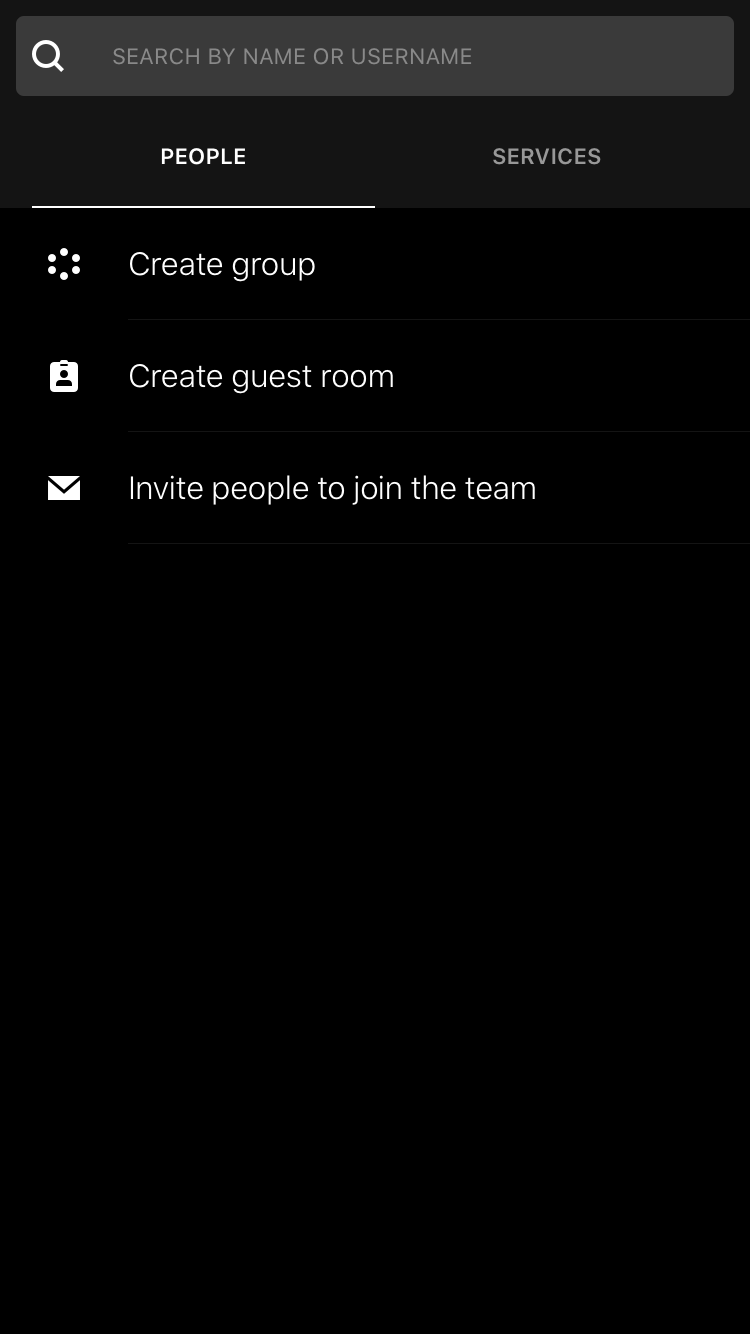 SEARCH BY NAME OR USERNAME
PEOPLE
SERVICES
Create group
Create guest room
Invite people to join the team